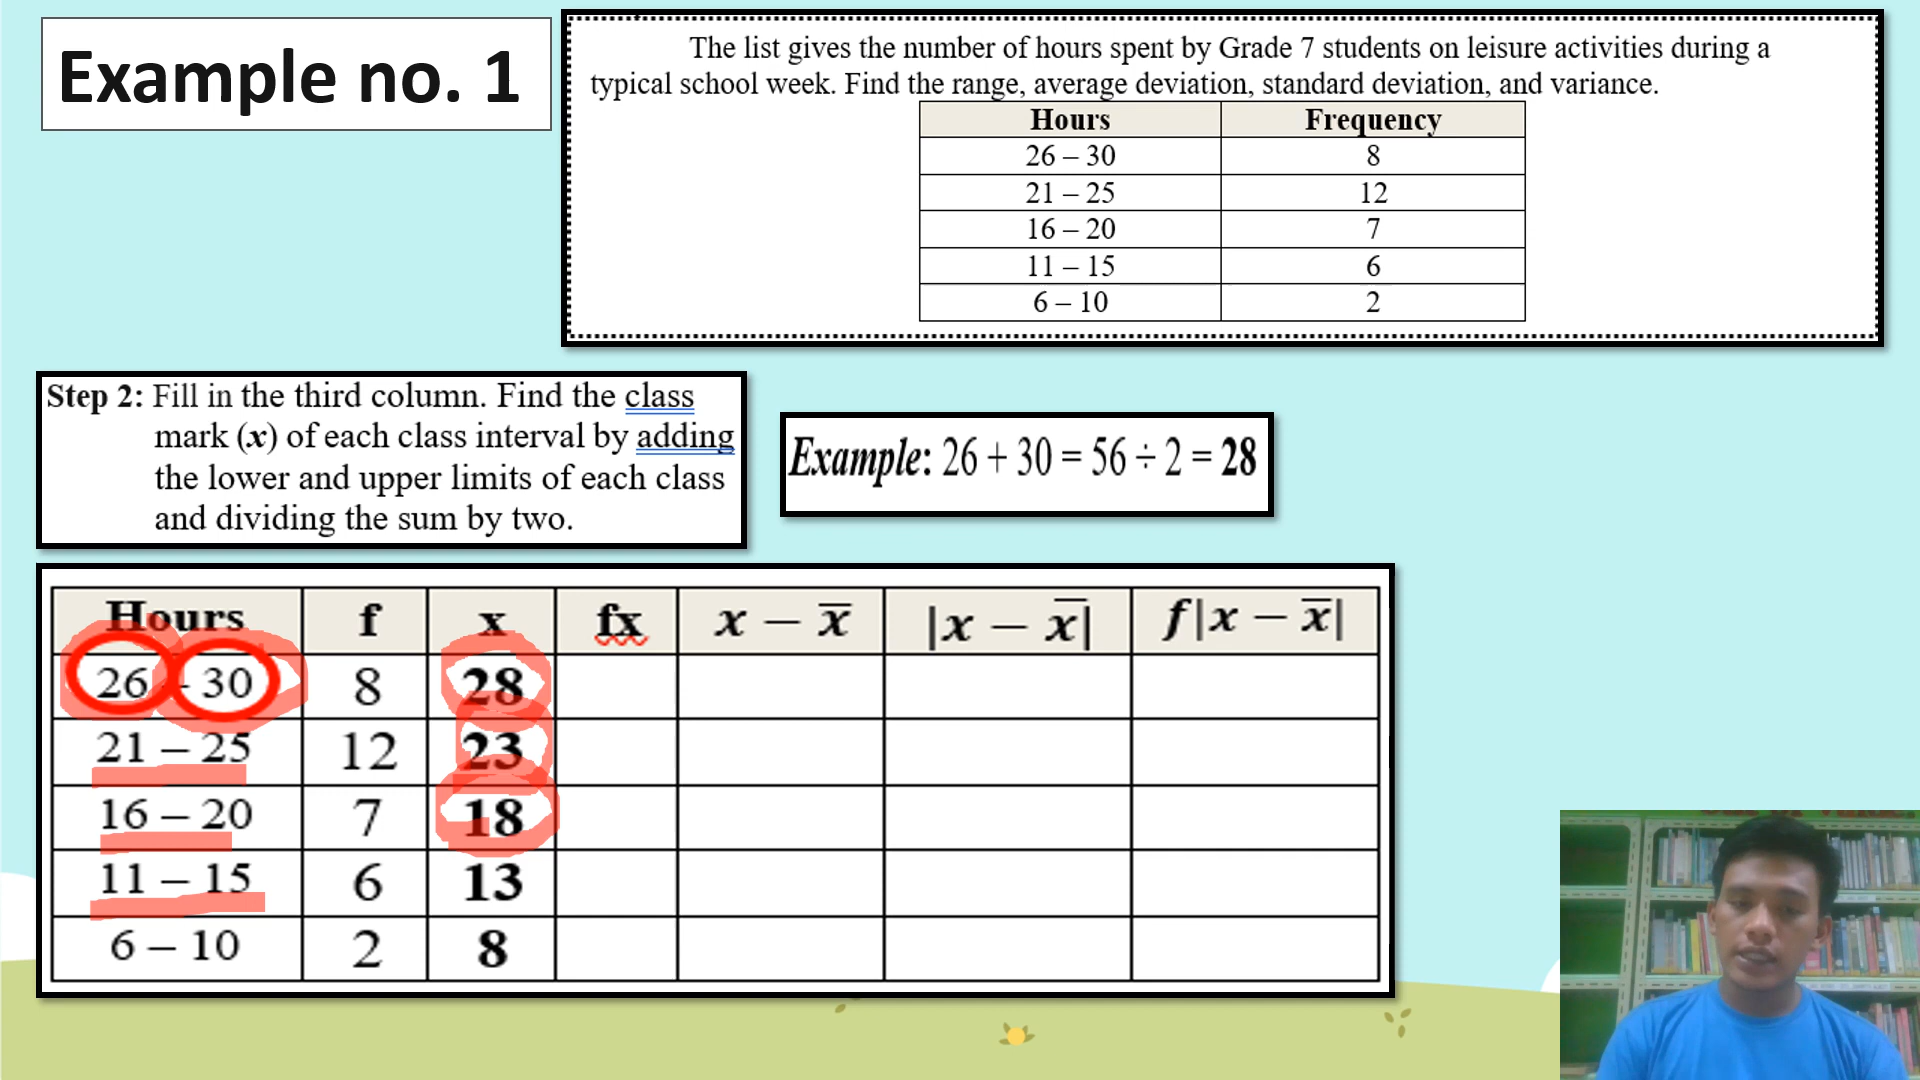 Example no. 1
The list gives the number of hours spent by Grade 7 students on leisure activities during a
typical school week. Find the range, average deviation, standard deviation, and variance.
Hours Frequency
26 – 30 8
21 – 25 12
16 – 20 7
11 – 15 6
6 – 10 2
Step 2: Fill in the third column. Find the class
mark (x) of each class interval by adding
the lower and upper limits of each class
and dividing the sum by two.
Example: 26 + 30 = 56 ÷ 2 = 28
Hours f x fx x − x̅ |x − x̅| f|x − x̅|
26 – 30 8 28
21 – 25 12 23
16 – 20 7 18
11 – 15 6 13
6 – 10 2 8